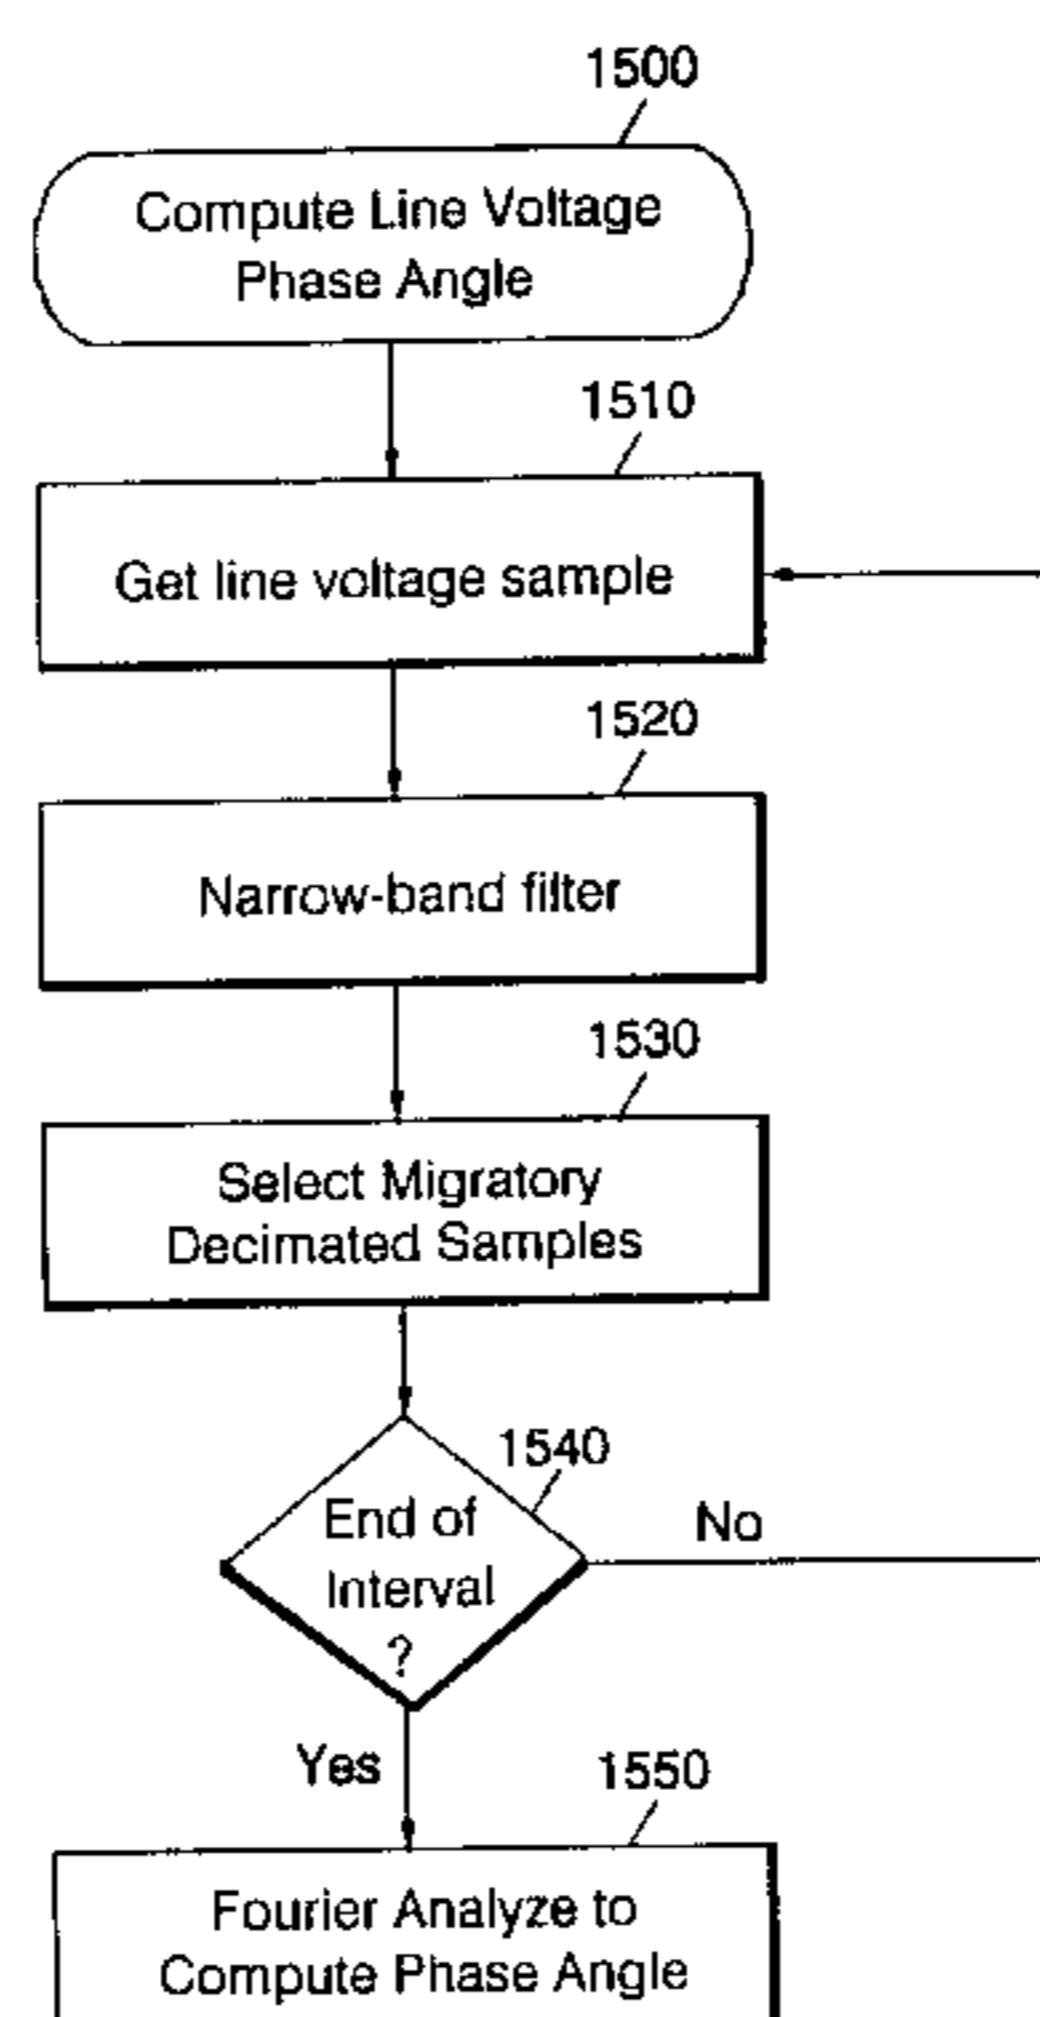 1500
Compute Line Voltage
Phase Angle
1510
Get line voltage sample
1520
Narrow-band filter
1530
Select Migratory
Decimated Samples
1540
End of
Interval
?
No
Yes
1550
Fourier Analyze to
Compute Phase Angle